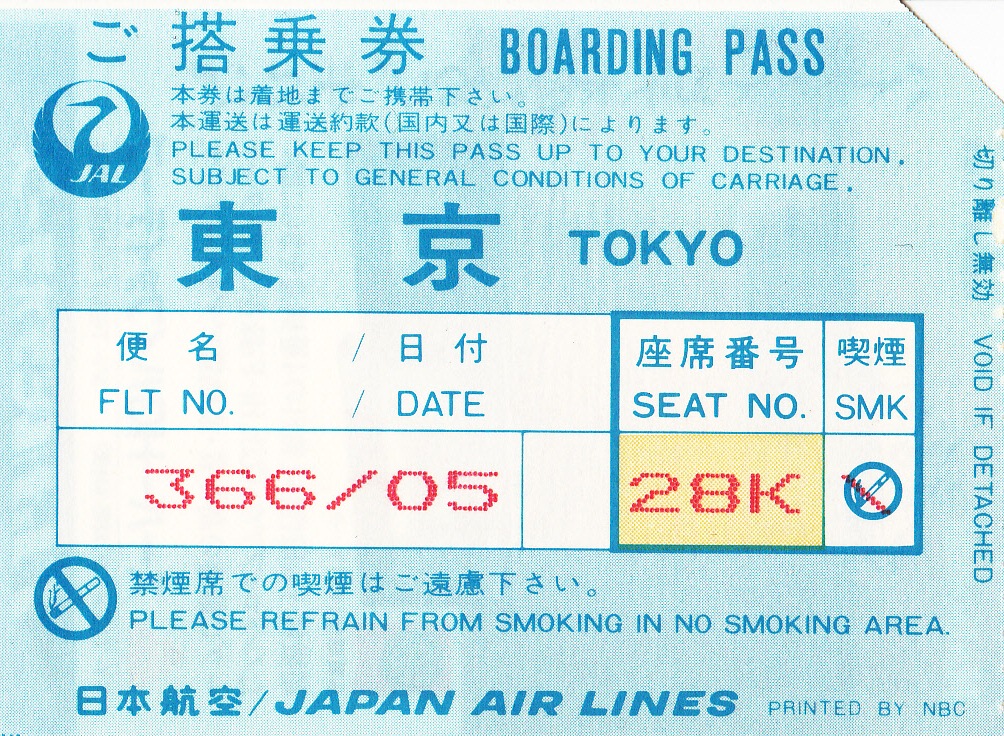 ご搭乗券 BOARDING PASS
本券は着地までご携帯下さい。
本運送は運送約款(国内又は国際)によります。
PLEASE KEEP THIS PASS UP TO YOUR DESTINATION.
SUBJECT TO GENERAL CONDITIONS OF CARRIAGE.
JAL
東京 TOKYO
便名 / 日付 座席番号 喫煙
FLT NO. / DATE SEAT NO. SMK
366/05 28K
禁煙席での喫煙はご遠慮下さい。
PLEASE REFRAIN FROM SMOKING IN NO SMOKING AREA.
日本航空/JAPAN AIR LINES PRINTED BY NBC
切り離し無効 VOID IF DETACHED